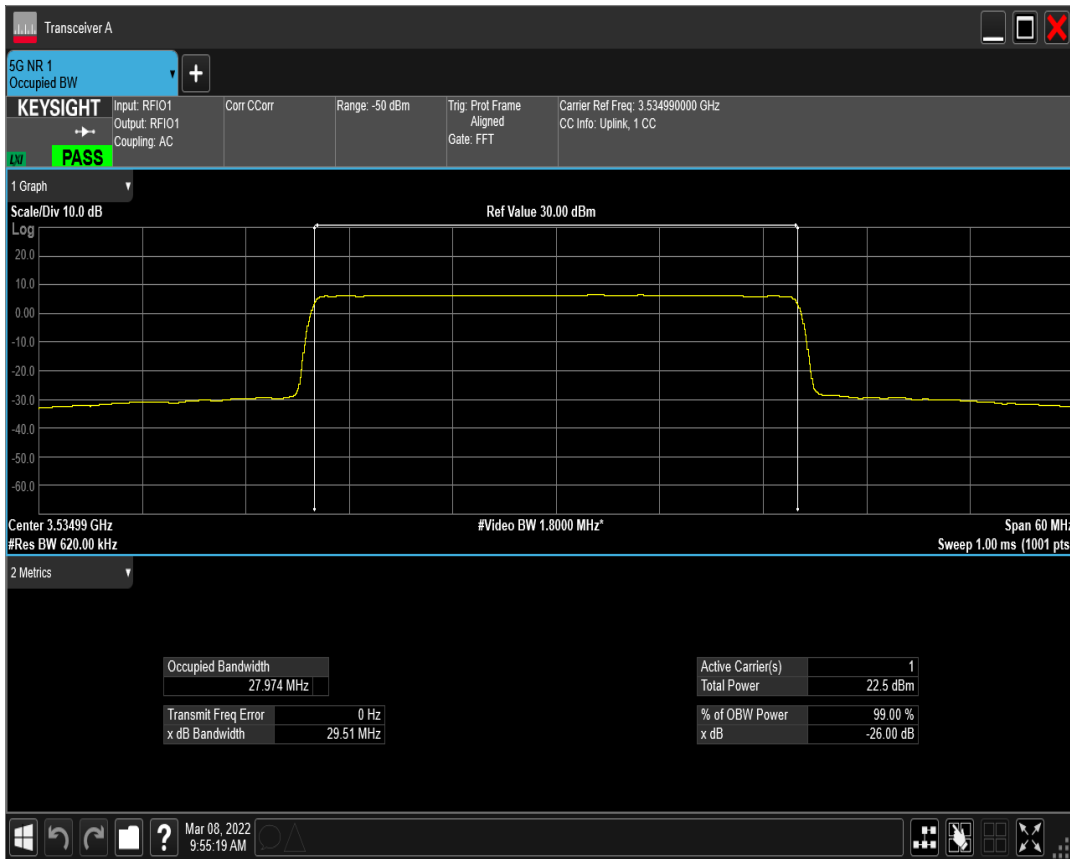 Transceiver A
5G NR 1
Occupied BW
+
KEYSIGHT
LXI
PASS
Input: RFIO1
Output: RFIO1
Coupling: AC
Corr CCorr
Range: -50 dBm
Trig: Prot Frame
Aligned
Gate: FFT
Carrier Ref Freq: 3.534990000 GHz
CC Info: Uplink, 1 CC
1 Graph
Scale/Div 10.0 dB
Ref Value 30.00 dBm
Log
20.0
10.0
0.00
-10.0
-20.0
-30.0
-40.0
-50.0
-60.0
Center 3.53499 GHz
#Video BW 1.8000 MHz*
Span 60 MHz
#Res BW 620.00 kHz
Sweep 1.00 ms (1001 pts
2 Metrics
Occupied Bandwidth
27.974 MHz
Transmit Freq Error 0 Hz
x dB Bandwidth 29.51 MHz
Active Carrier(s) 1
Total Power 22.5 dBm
% of OBW Power 99.00 %
x dB -26.00 dB
?
Mar 08, 2022
9:55:19 AM